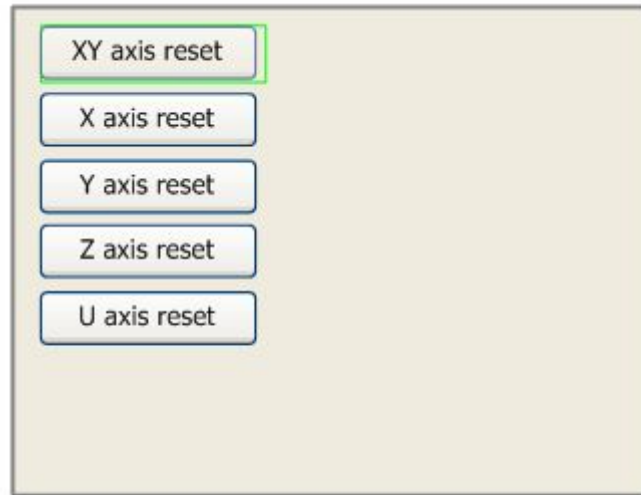 XY axis reset
X axis reset
Y axis reset
Z axis reset
U axis reset